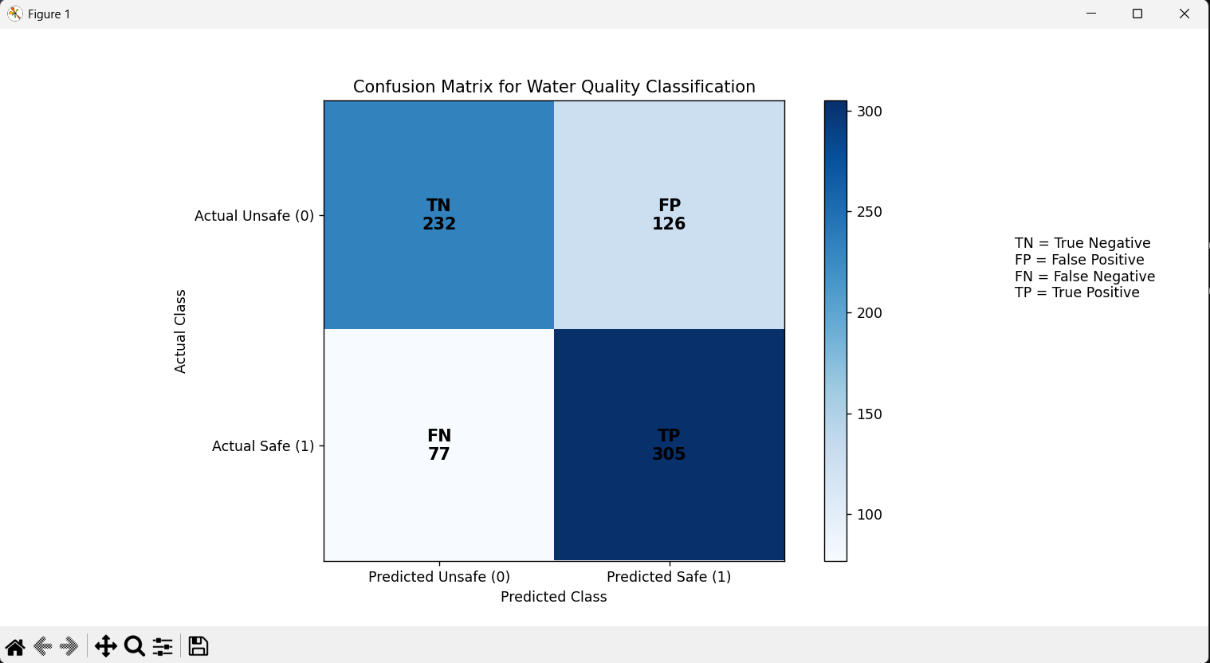 Figure 1
Confusion Matrix for Water Quality Classification
TN
232
FP
126
FN
77
TP
305
Actual Unsafe (0)
Actual Safe (1)
Actual Class
Predicted Unsafe (0)
Predicted Safe (1)
Predicted Class
300
250
200
150
100
TN = True Negative
FP = False Positive
FN = False Negative
TP = True Positive